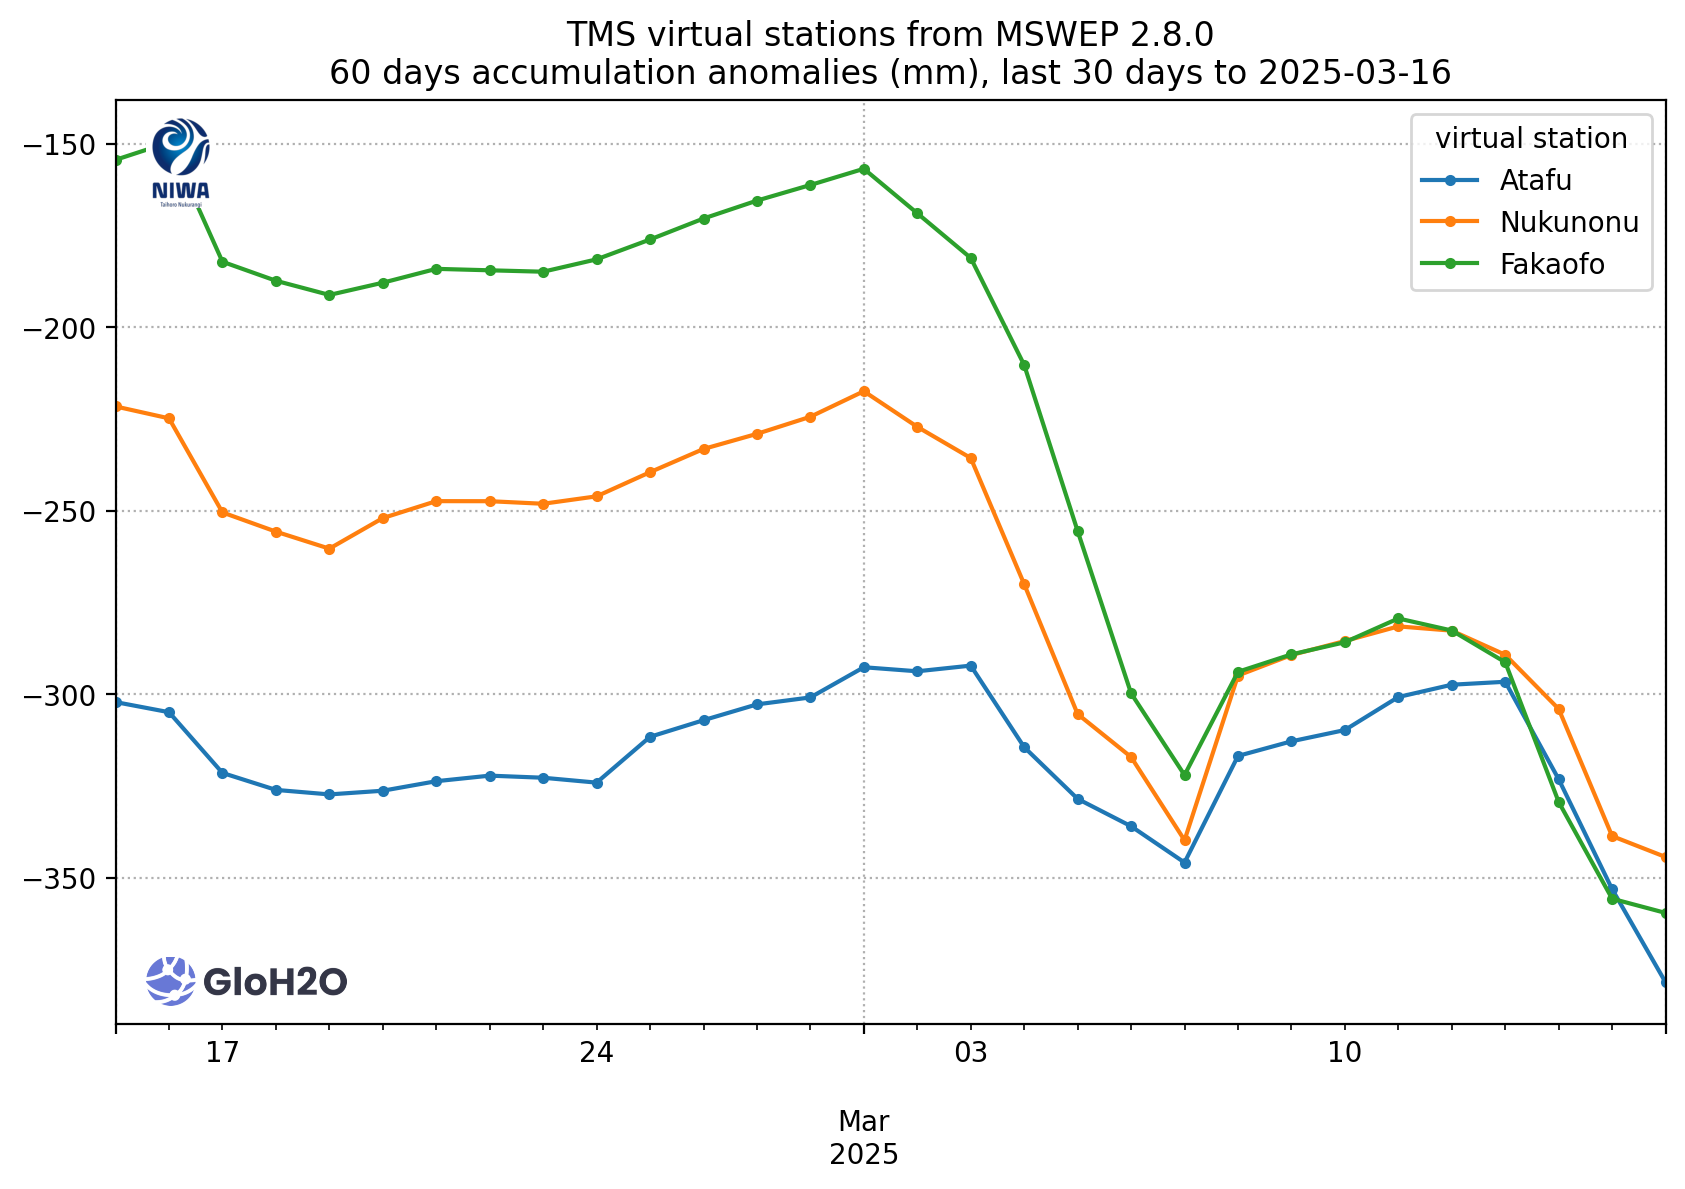 TMS virtual stations from MSWEP 2.8.0
60 days accumulation anomalies (mm), last 30 days to 2025-03-16
−150
−200
−250
−300
−350
NIWA
Taihoro Nukurangi
virtual station
Atafu
Nukunonu
Fakaofo
GloH2O
17
24
03
10
Mar
2025